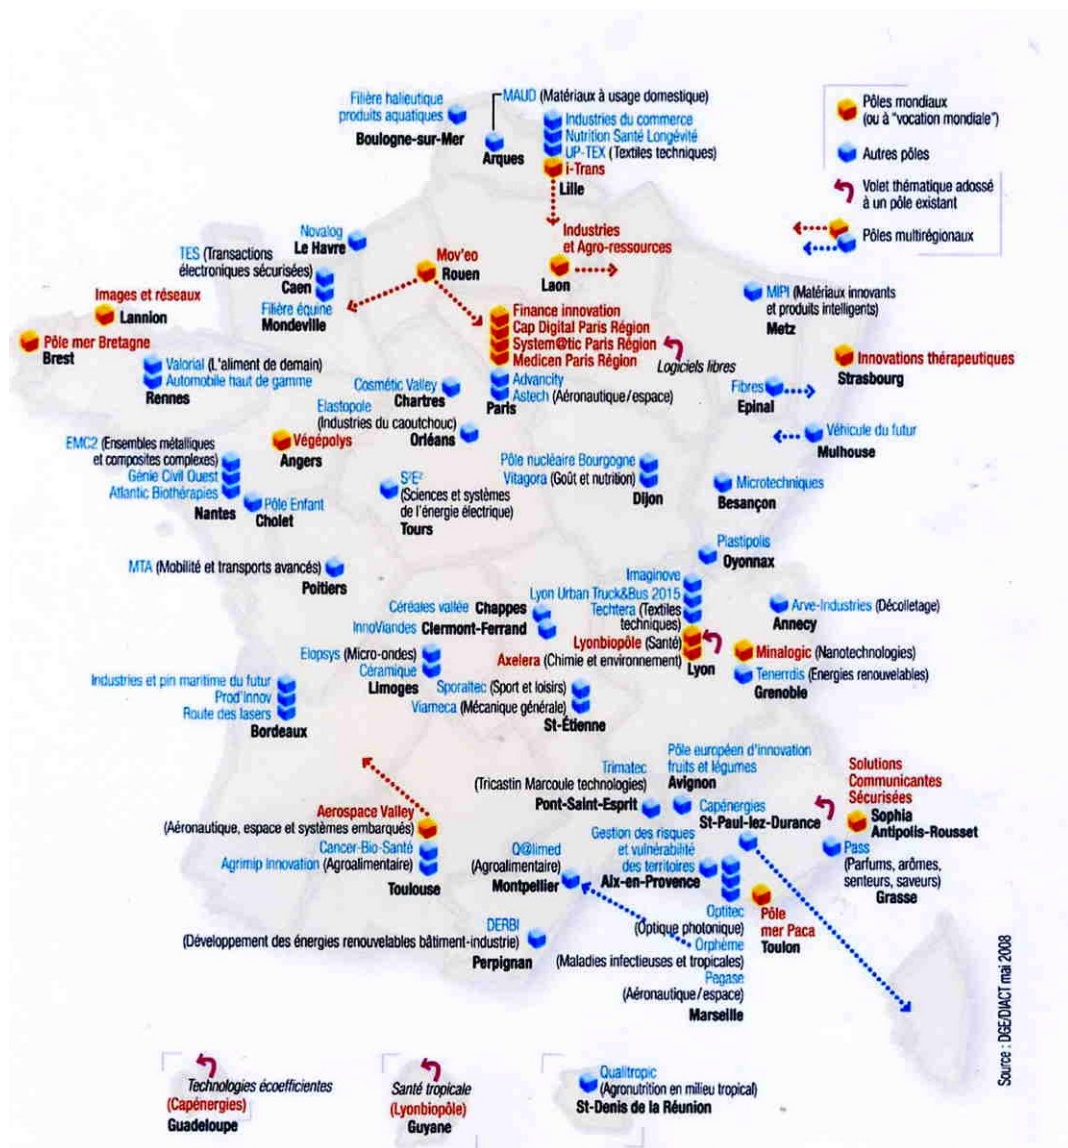 Filière halieutique
produits aquatiques
Boulogne-sur-Mer
MAUD (Matériaux à usage domestique)
Arques
Industries du commerce
Nutrition Santé Longévité
UP-TEX (Textiles techniques)
i-Trans
Lille
Pôles mondiaux
(ou à "vocation mondiale")
Autres pôles
Volet thématique adossé
à un pôle existant
Pôles multirégionaux
Novalog
Le Havre
TES (Transactions
électroniques sécurisées)
Caen
Filière équine
Mondeville
Mov'eo
Rouen
Industries
et Agro-ressources
Laon
MIPI (Matériaux innovants
et produits intelligents)
Metz
Images et réseaux
Lannion
Pôle mer Bretagne
Brest
Valorial (L'aliment de demain)
Automobile haut de gamme
Rennes
Finance innovation
Cap Digital Paris Région
System@tic Paris Région
Medicen Paris Région
Logiciels libres
Advancity
Astech (Aéronautique/espace)
Paris
Innovations thérapeutiques
Strasbourg
Fibres
Epinal
Cosmétic Valley
Chartres
Elastopole
(Industries du caoutchouc)
Orléans
Véhicule du futur
Mulhouse
EMC2 (Ensembles métalliques
et composites complexes)
Génie Civil Ouest
Atlantic Biothérapies
Nantes
Végépolys
Angers
Pôle Enfant
Cholet
S²E²
(Sciences et systèmes
de l'énergie électrique)
Tours
Pôle nucléaire Bourgogne
Vitagora (Goût et nutrition)
Dijon
Microtechniques
Besançon
Plastipolis
Oyonnax
MTA (Mobilité et transports avancés)
Poitiers
Imaginove
Lyon Urban Truck&Bus 2015
Techtera (Textiles
techniques)
Lyonbiopôle (Santé)
Axelera (Chimie et environnement)
Lyon
Arve-Industries (Décolletage)
Annecy
Céréales vallée Chappes
InnoViandes Clermont-Ferrand
Minalogic (Nanotechnologies)
Tenerrdis (Energies renouvelables)
Grenoble
Elopsys (Micro-ondes)
Céramique
Limoges
Industries et pin maritime du futur
Prod'Innov
Route des lasers
Bordeaux
Sporaltec (Sport et loisirs)
Viameca (Mécanique générale)
St-Étienne
Trimatec
(Tricastin Marcoule technologies)
Pont-Saint-Esprit
Pôle européen d'innovation
fruits et légumes
Avignon
Solutions
Communicantes
Sécurisées
Sophia
Antipolis-Rousset
Capénergies
St-Paul-lez-Durance
Aerospace Valley
(Aéronautique, espace et systèmes embarqués)
Cancer-Bio-Santé
Agrimip Innovation (Agroalimentaire)
Toulouse
Q@limed
(Agroalimentaire)
Montpellier
Gestion des risques
et vulnérabilité
des territoires
Aix-en-Provence
Pass
(Parfums, arômes,
senteurs, saveurs)
Grasse
Optitec
(Optique photonique)
Orphème
(Maladies infectieuses et tropicales)
Pegase
(Aéronautique/espace)
Marseille
Pôle
mer Paca
Toulon
DERBI
(Développement des énergies renouvelables bâtiment-industrie)
Perpignan
Source : DGE/DIACT mai 2008
Technologies écoefficientes
(Capénergies)
Guadeloupe
Santé tropicale
(Lyonbiopôle)
Guyane
Qualitropic
(Agronutrition en milieu tropical)
St-Denis de la Réunion